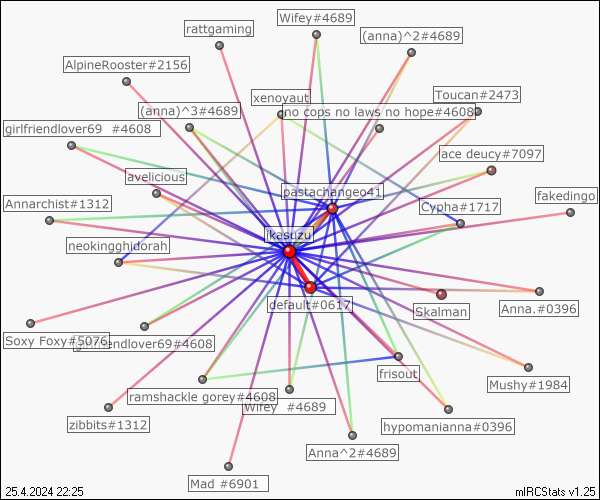 Wifey#4689
rattgaming
(anna)^2#4689
AlpineRooster#2156
Toucan#2473
xenoyaut
(anna)^3#4689
no cops no laws no hope#4608
girlfriendlover69 #4608
ace deucy#7097
avelicious
pastachangeo41
fakedingo
Annarchist#1312
Cypha#1717
ikasuzu
neokingghidorah
default#0617
Anna.#0396
Skalman
Soxy Foxy#5076
girlfriendlover69#4608
frisout
Mushy#1984
ramshackle gorey#4608
Wifey #4689
zibbits#1312
hypomanianna#0396
Anna^2#4689
Mad #6901
25.4.2024 22:25
mIRCStats v1.25